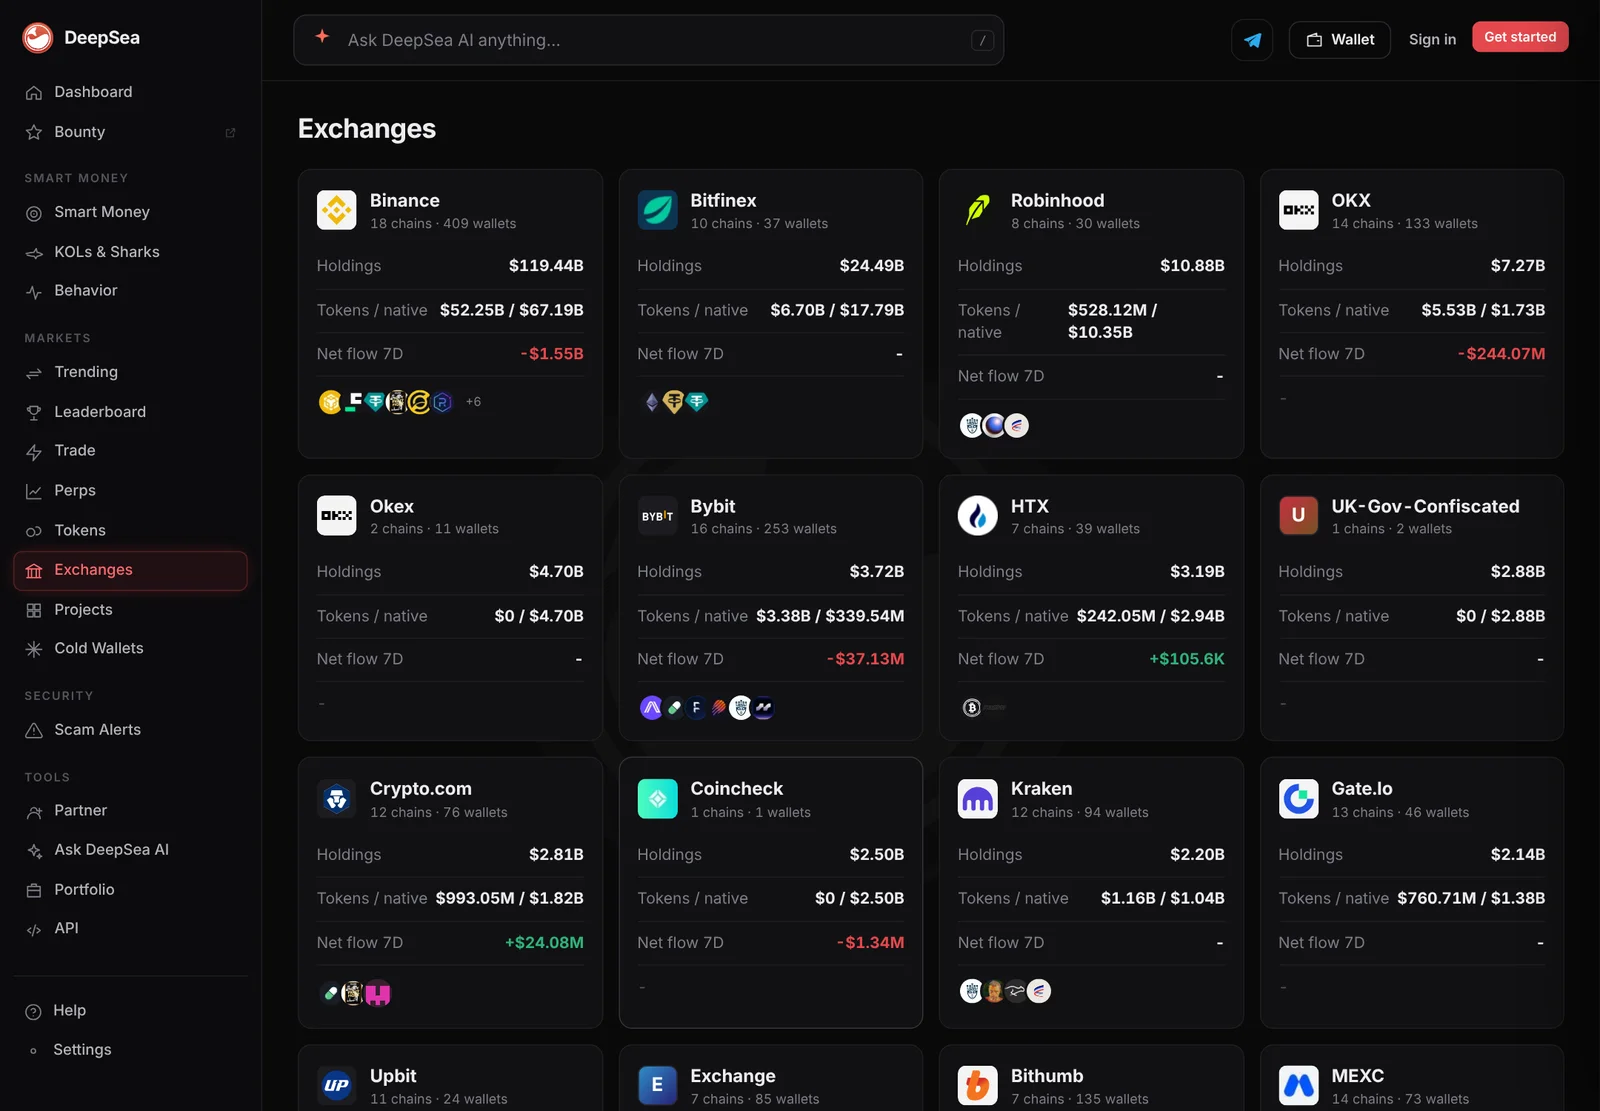 DeepSea
Ask DeepSea AI anything...
/
Wallet
Sign in
Get started
Dashboard
Bounty
SMART MONEY
Smart Money
KOLs & Sharks
Behavior
MARKETS
Trending
Leaderboard
Trade
Perps
Tokens
Exchanges
Projects
Cold Wallets
SECURITY
Scam Alerts
TOOLS
Partner
Ask DeepSea AI
Portfolio
API
Help
Settings
Exchanges
Binance
18 chains · 409 wallets
Holdings $119.44B
Tokens / native $52.25B / $67.19B
Net flow 7D -$1.55B
+6
Bitfinex
10 chains · 37 wallets
Holdings $24.49B
Tokens / native $6.70B / $17.79B
Net flow 7D -
Robinhood
8 chains · 30 wallets
Holdings $10.88B
Tokens / native $528.12M / $10.35B
Net flow 7D -
OKX
OKX
14 chains · 133 wallets
Holdings $7.27B
Tokens / native $5.53B / $1.73B
Net flow 7D -$244.07M
-
OKX
Okex
2 chains · 11 wallets
Holdings $4.70B
Tokens / native $0 / $4.70B
Net flow 7D -
-
BYBIT
Bybit
16 chains · 253 wallets
Holdings $3.72B
Tokens / native $3.38B / $339.54M
Net flow 7D -$37.13M
HTX
7 chains · 39 wallets
Holdings $3.19B
Tokens / native $242.05M / $2.94B
Net flow 7D +$105.6K
U
UK-Gov-Confiscated
1 chains · 2 wallets
Holdings $2.88B
Tokens / native $0 / $2.88B
Net flow 7D -
-
Crypto.com
12 chains · 76 wallets
Holdings $2.81B
Tokens / native $993.05M / $1.82B
Net flow 7D +$24.08M
Coincheck
1 chains · 1 wallets
Holdings $2.50B
Tokens / native $0 / $2.50B
Net flow 7D -$1.34M
-
Kraken
12 chains · 94 wallets
Holdings $2.20B
Tokens / native $1.16B / $1.04B
Net flow 7D -
Gate.Io
13 chains · 46 wallets
Holdings $2.14B
Tokens / native $760.71M / $1.38B
Net flow 7D -
-
UP
Upbit
11 chains · 24 wallets
E
Exchange
7 chains · 85 wallets
Bithumb
7 chains · 135 wallets
MEXC
14 chains · 73 wallets